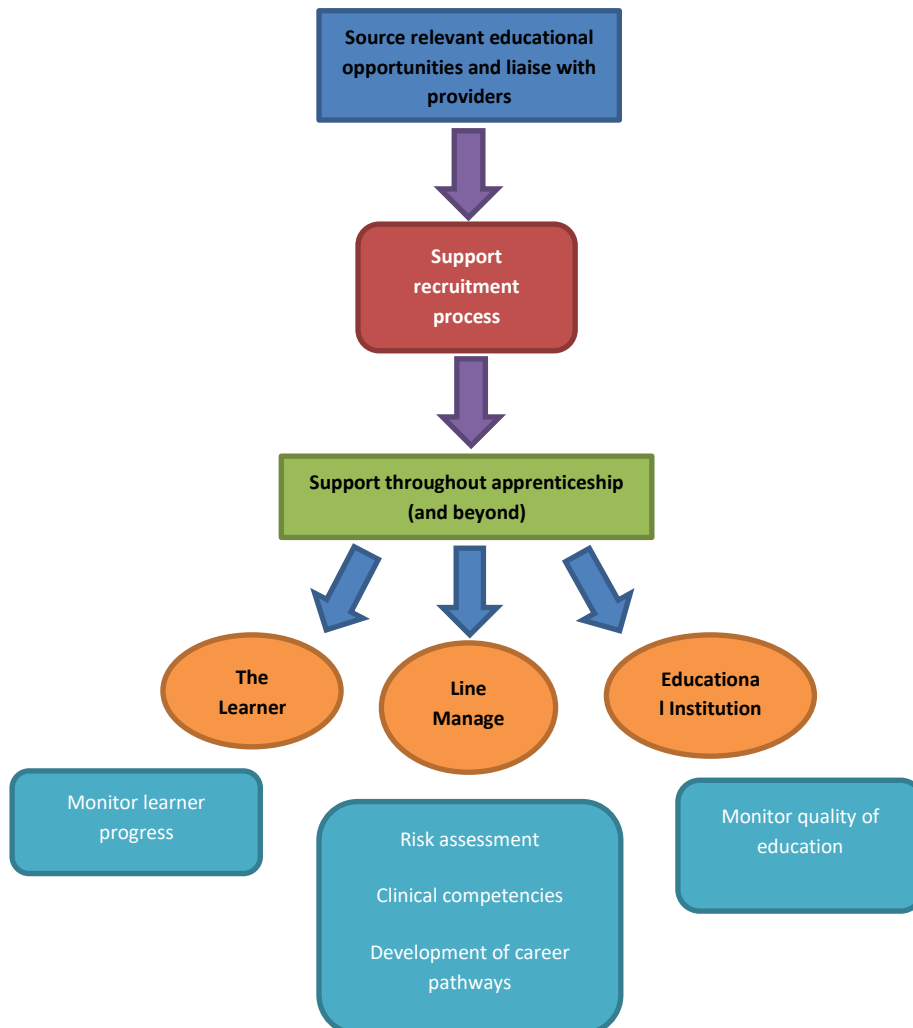 Source relevant educational
opportunities and liaise with
providers
Support
recruitment
process
Support throughout apprenticeship
(and beyond)
The
Learner
Line
Manage
Educationa
l Institution
Monitor learner
progress
Risk assessment
Clinical competencies
Development of career
pathways
Monitor quality of
education